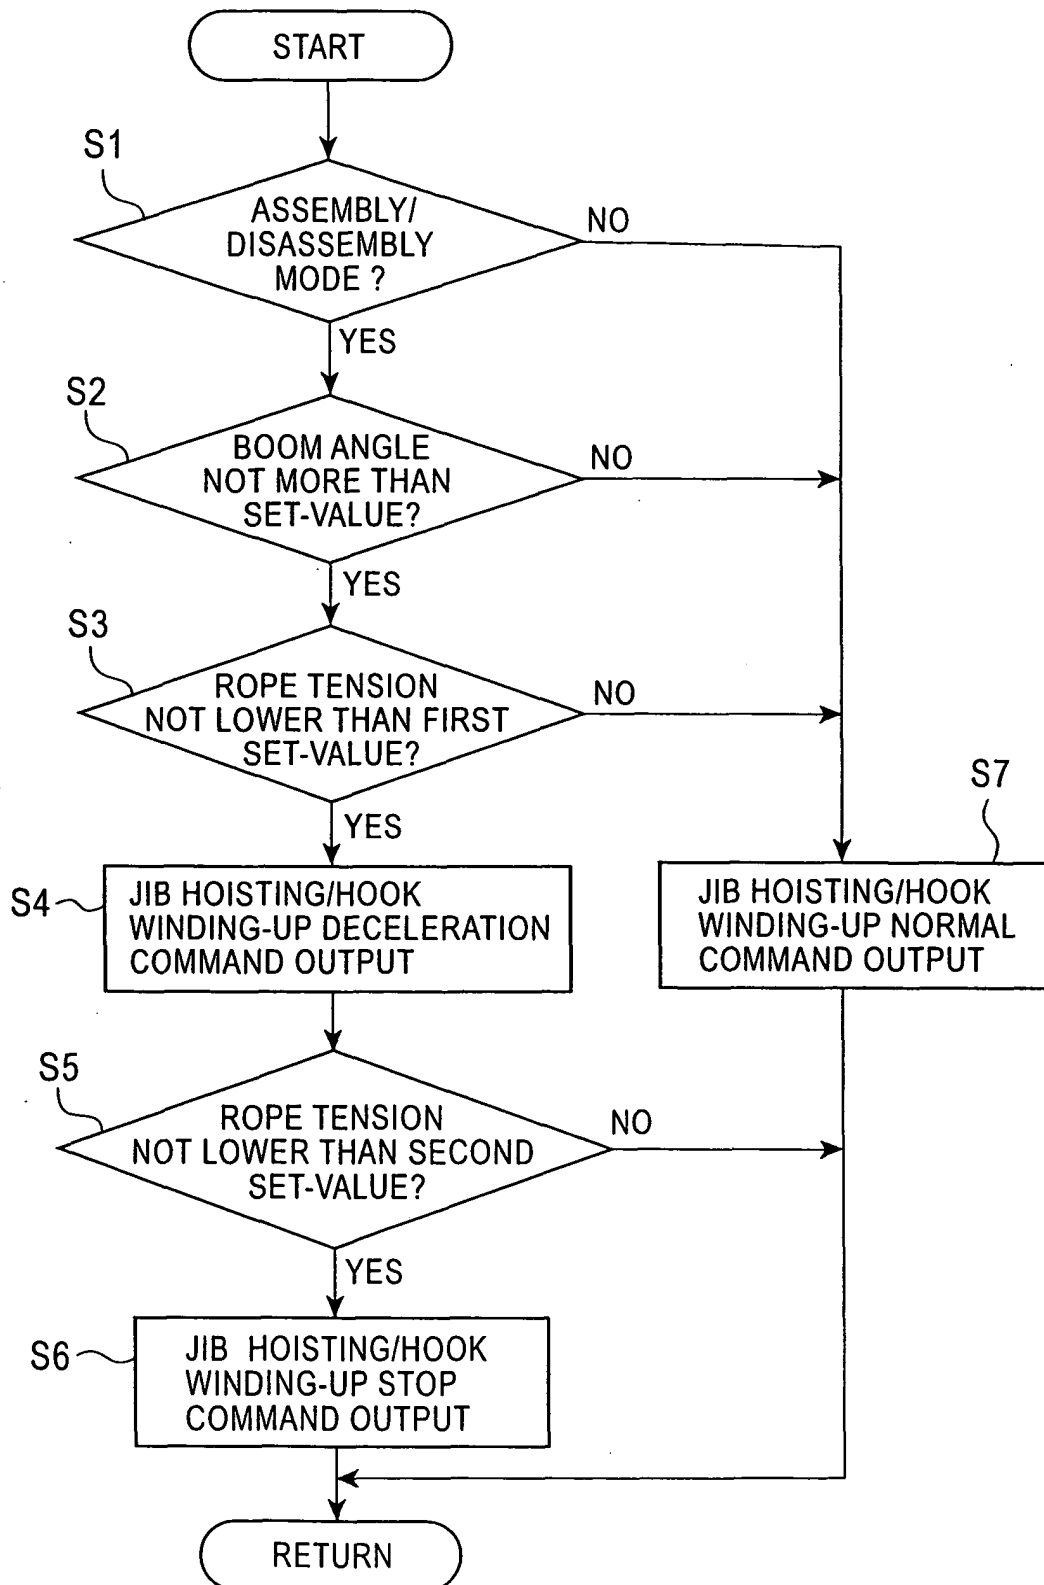 START
S1
ASSEMBLY/
DISASSEMBLY
MODE ?
NO
YES
S2
BOOM ANGLE
NOT MORE THAN
SET-VALUE?
NO
YES
S3
ROPE TENSION
NOT LOWER THAN FIRST
SET-VALUE?
NO
YES
S4
JIB HOISTING/HOOK
WINDING-UP DECELERATION
COMMAND OUTPUT
S7
JIB HOISTING/HOOK
WINDING-UP NORMAL
COMMAND OUTPUT
S5
ROPE TENSION
NOT LOWER THAN SECOND
SET-VALUE?
NO
YES
S6
JIB HOISTING/HOOK
WINDING-UP STOP
COMMAND OUTPUT
RETURN